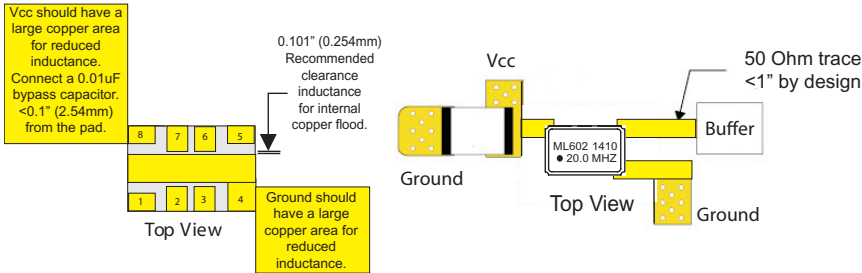 Vcc should have a
large copper area
for reduced
inductance.
Connect a 0.01uF
bypass capacitor.
<0.1" (2.54mm)
from the pad.
0.101" (0.254mm)
Recommended
clearance
inductance
for internal
copper flood.
8 7 6 5
1 2 3 4
Top View
Ground should
have a large
copper area for
reduced
inductance.
Vcc
Ground
50 Ohm trace
<1" by design
Buffer
ML602 1410
20.0 MHZ
Top View
Ground